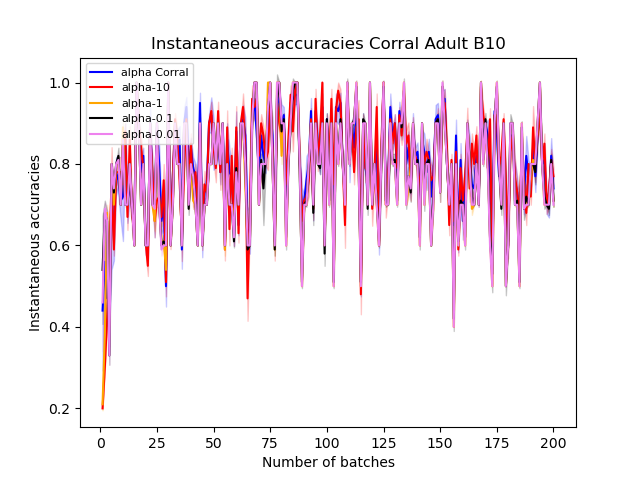 Instantaneous accuracies Corral Adult B10
alpha Corral
alpha-10
alpha-1
alpha-0.1
alpha-0.01
1.0
0.8
0.6
0.4
0.2
Instantaneous accuracies
0 25 50 75 100 125 150 175 200
Number of batches